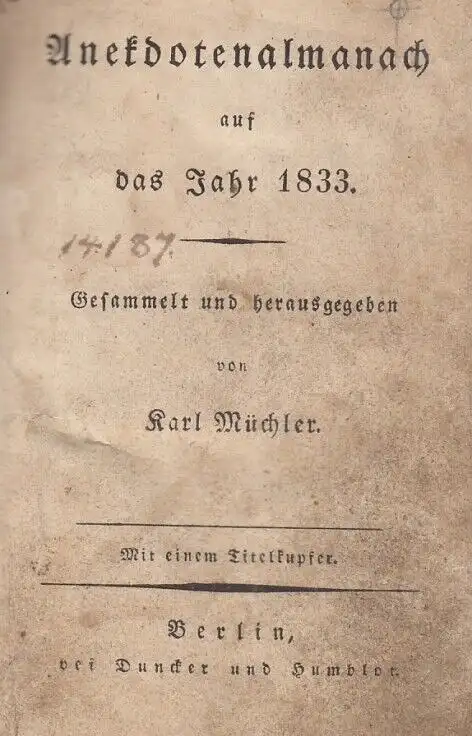 Anekdotenalmanach
auf
das Jahr 1833.
14187.
Gesammelt und herausgegeben
von
Karl Müchler.
Mit einem Titelkupfer.
Berlin,
bei Duncker und Humblot.